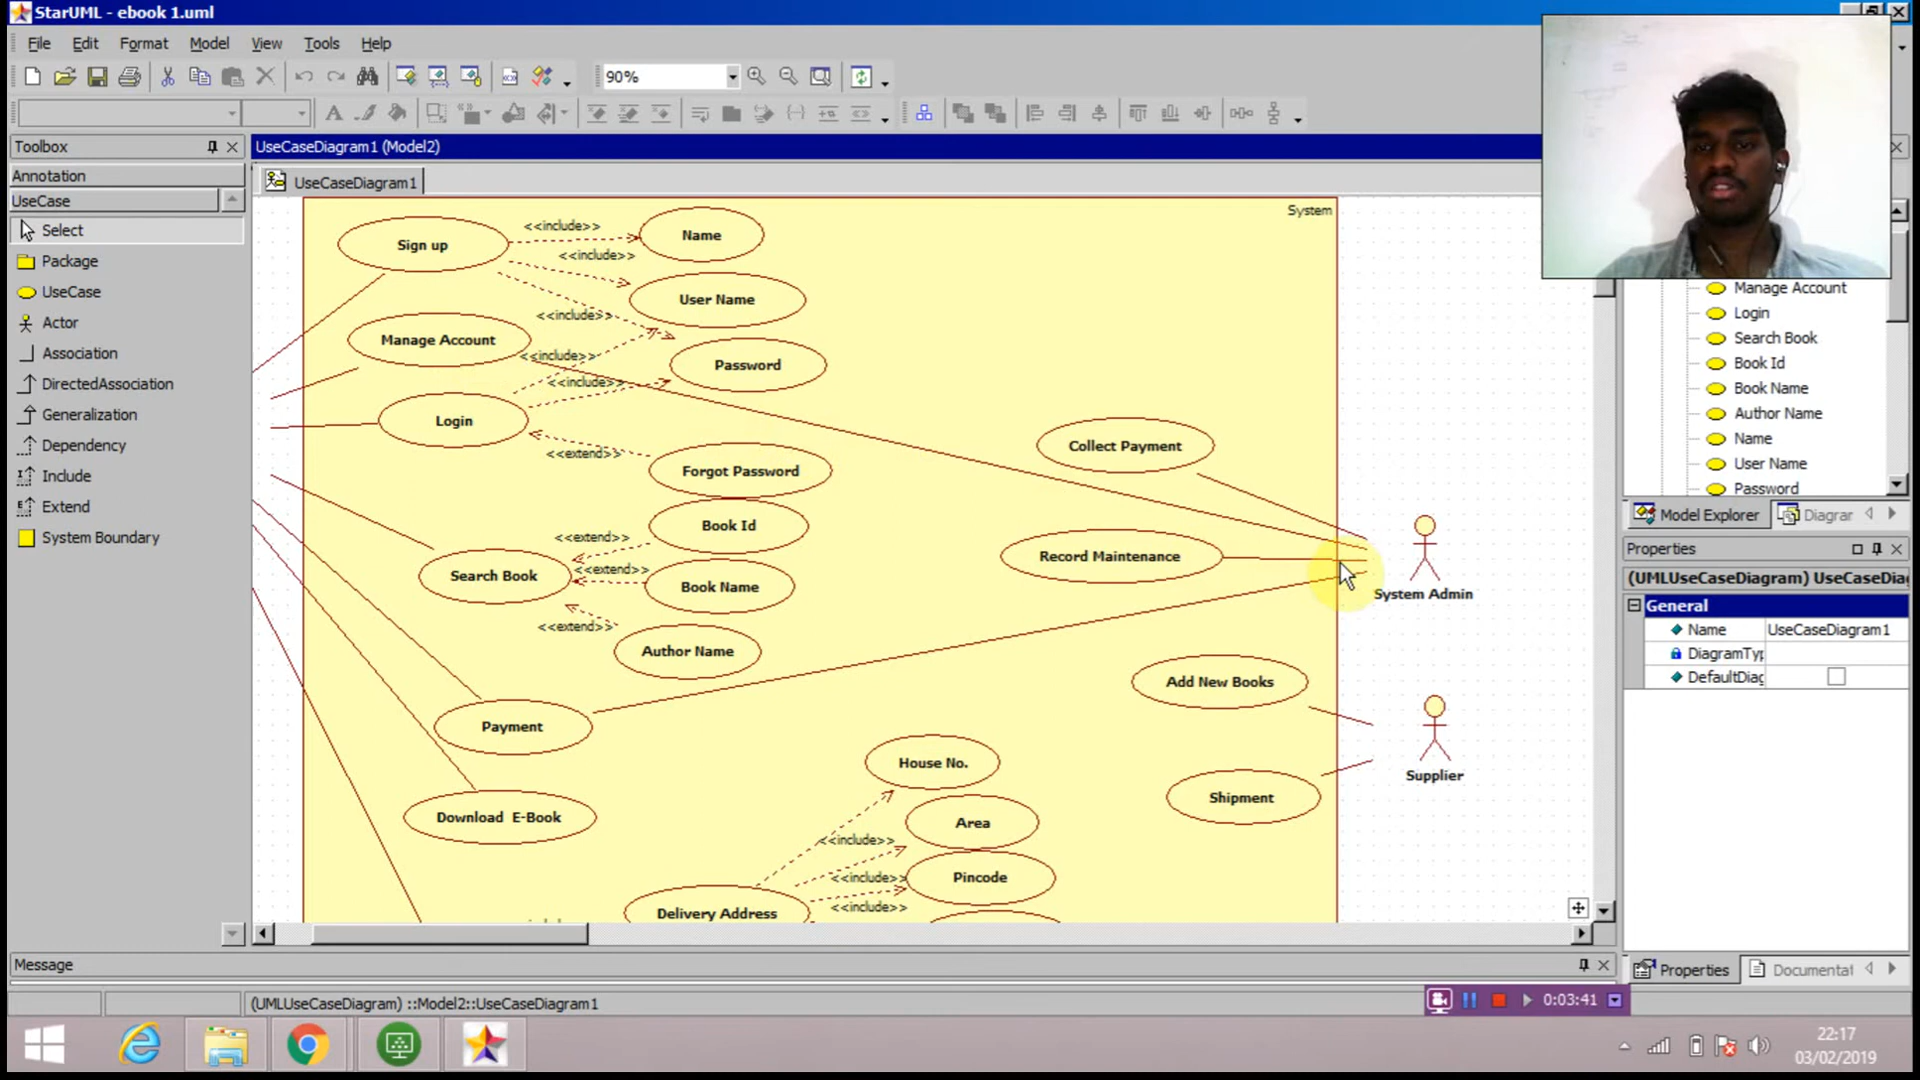 StarUML - ebook 1.uml
File Edit Format Model View Tools Help
90%
Toolbox
Annotation
UseCase
Select
Package
UseCase
Actor
Association
DirectedAssociation
Generalization
Dependency
Include
Extend
System Boundary
UseCaseDiagram1 (Model2)
UseCaseDiagram1
System
Sign up
<<include>>
Name
<<include>>
User Name
<<include>>
Manage Account
<<include>>
Password
<<include>>
Login
<<extend>>
Forgot Password
Collect Payment
Book Id
<<extend>>
Record Maintenance
Search Book
<<extend>>
Book Name
System Admin
<<extend>>
Author Name
Add New Books
Payment
House No.
Supplier
Shipment
Download E-Book
Area
<<include>>
Pincode
<<include>>
Delivery Address
<<include>>
Manage Account
Login
Search Book
Book Id
Book Name
Author Name
Name
User Name
Password
Model Explorer Diagrar
Properties
(UMLUseCaseDiagram) UseCaseDia
General
Name UseCaseDiagram1
DiagramTyp
DefaultDiag
Properties Documentat
Message
(UMLUseCaseDiagram) ::Model2::UseCaseDiagram1
0:03:41
22:17
03/02/2019